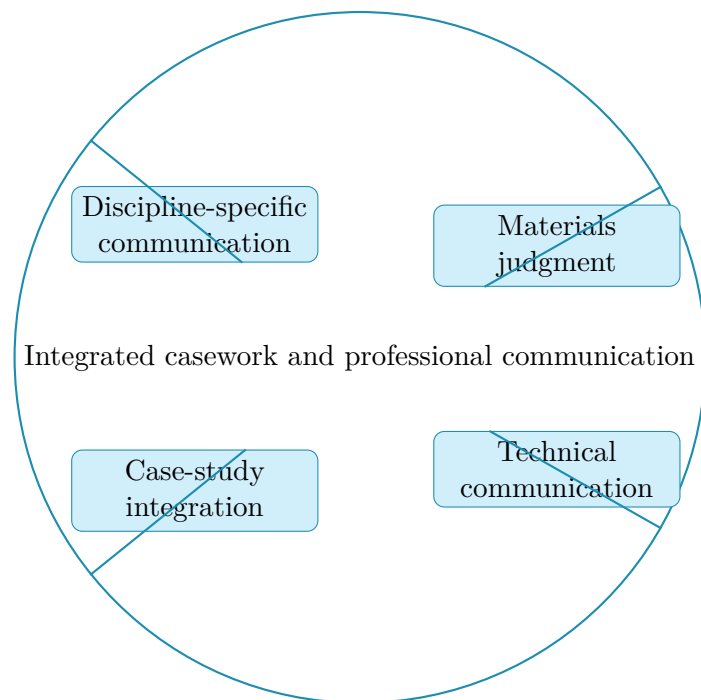 Discipline-specific
communication
Materials
judgment
Integrated casework and professional communication
Case-study
integration
Technical
communication